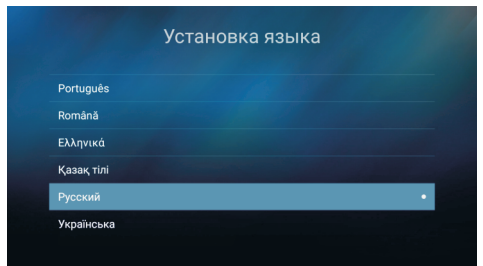 Установка языка
Português
Română
Ελληνικά
Қазақ тілі
Русский
Українська